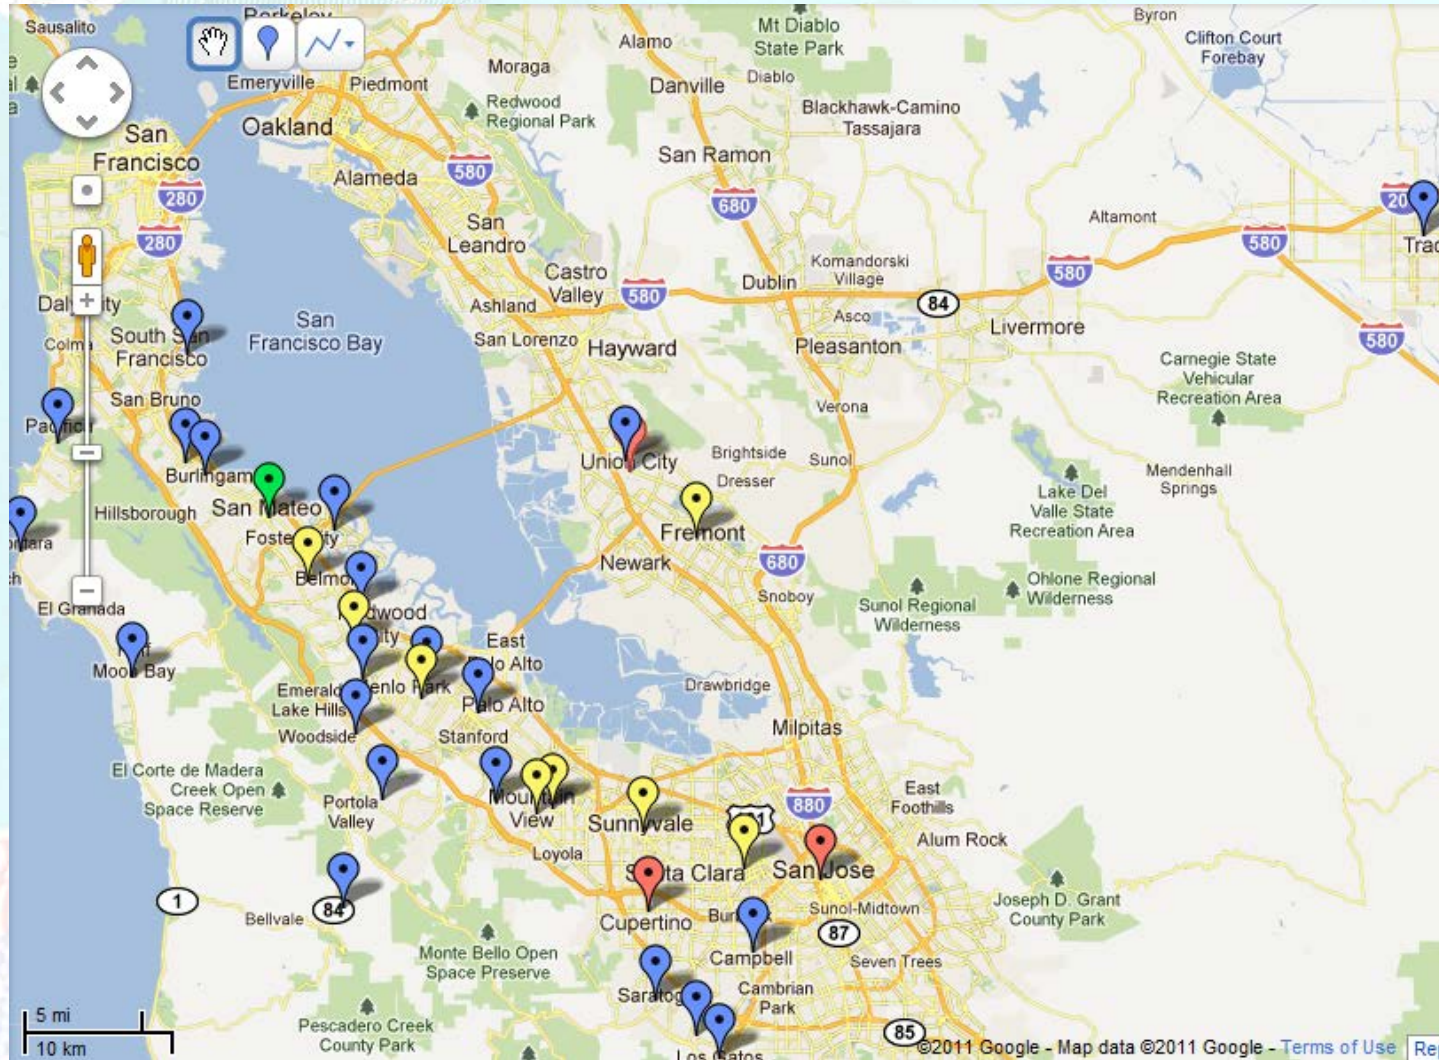 Berkeley
Sausalito
Mt Diablo
State Park
Byron
Clifton Court
Forebay
Alamo
Moraga
Danville
Diablo
Emeryville
Piedmont
Redwood
Regional Park
Blackhawk-Camino
Tassajara
San
Francisco
Oakland
San Ramon
580
Alameda
280
680
San
Leandro
Altamont
280
580
20
Castro
Valley
Komandorski
Village
580
Dublin
580
84
Ashland
Asco
Livermore
San
Francisco Bay
South San
Francisco
San Lorenzo
Hayward
Pleasanton
580
Carnegie State
Vehicular
Recreation Area
San Bruno
Verona
Union City
Brightside
Sunol
Dresser
Mendenhall
Springs
Lake Del
Valle State
Recreation Area
Hillsborough
San Mateo
Fremont
Newark
680
Snoboy
Sunol Regional
Wilderness
Ohlone Regional
Wilderness
El Granada
Moon Bay
East
Palo Alto
Emerald
Lake Hills
Palo Alto
Drawbridge
Woodside
Stanford
Milpitas
El Corte de Madera
Creek Open
Space Reserve
Portola
Valley
Mountain
View
Sunnyvale
880
East
Foothills
Alum Rock
Loyola
Santa Clara
San Jose
1
84
Bellvale
Cupertino
Sunol-Midtown
Joseph D. Grant
County Park
87
Monte Bello Open
Space Preserve
Campbell
Seven Trees
Cambrian
Park
Pescadero Creek
County Park
85
Los Gatos
5 mi
10 km
©2011 Google - Map data ©2011 Google - Terms of Use